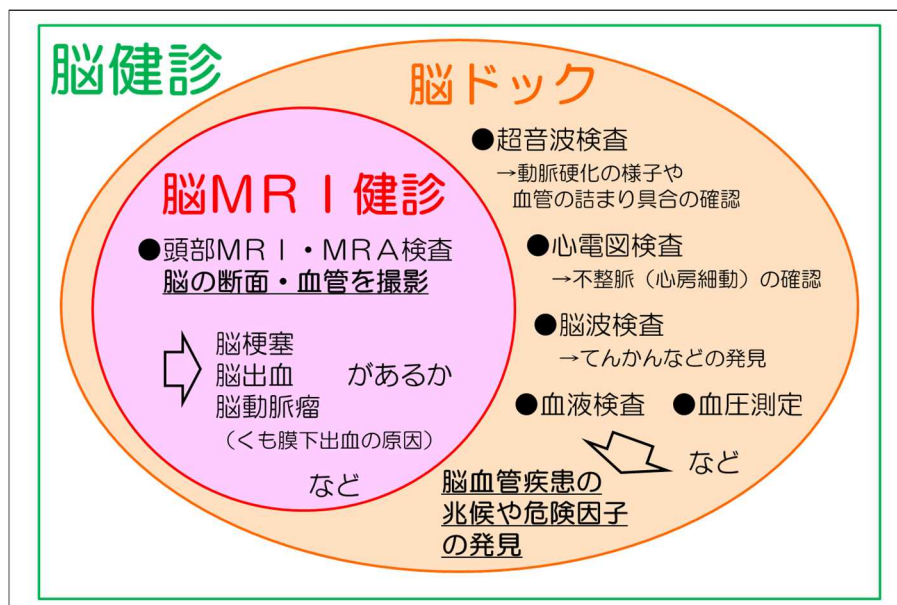 脳健診
脳ドック
脳MRI健診
●頭部MRI・MRA検査
脳の断面・血管を撮影
脳梗塞
脳出血 があるか
脳動脈瘤
（くも膜下出血の原因）
など
●超音波検査
→動脈硬化の様子や
血管の詰まり具合の確認
●心電図検査
→不整脈（心房細動）の確認
●脳波検査
→てんかんなどの発見
●血液検査 ●血圧測定
など
脳血管疾患の
兆候や危険因子
の発見